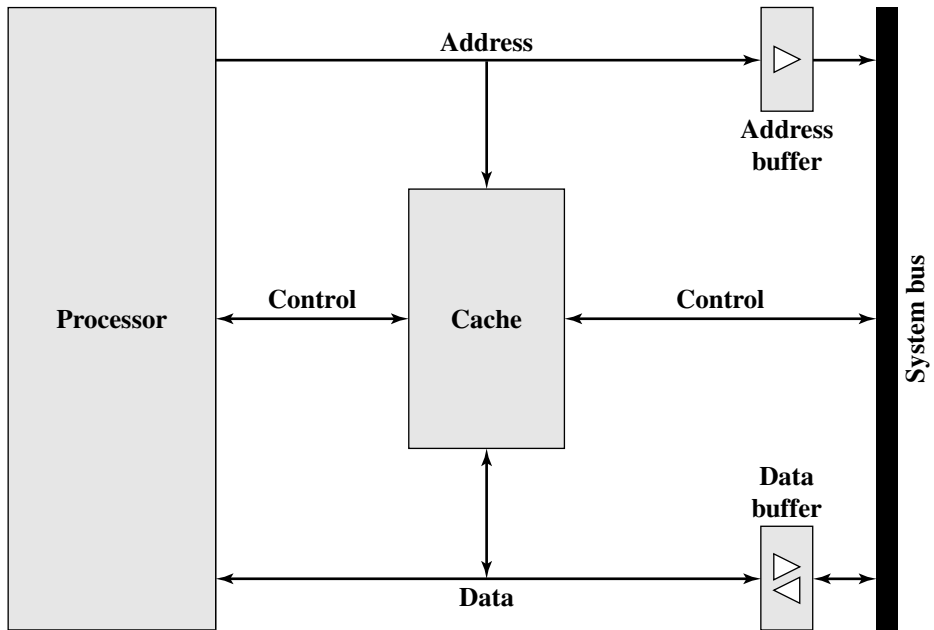 Address
Address
buffer
Processor
Control
Cache
Control
System bus
Data
buffer
Data